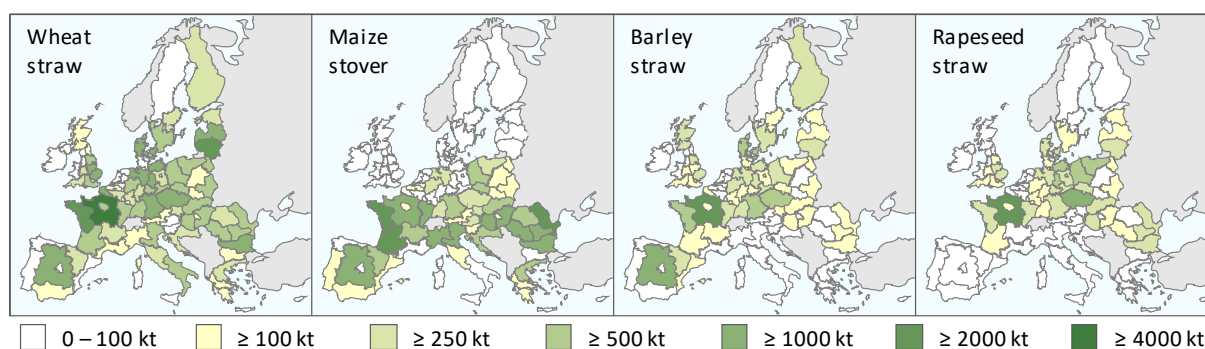 Wheat
straw
Maize
stover
Barley
straw
Rapeseed
straw
0 – 100 kt
≥ 100 kt
≥ 250 kt
≥ 500 kt
≥ 1000 kt
≥ 2000 kt
≥ 4000 kt